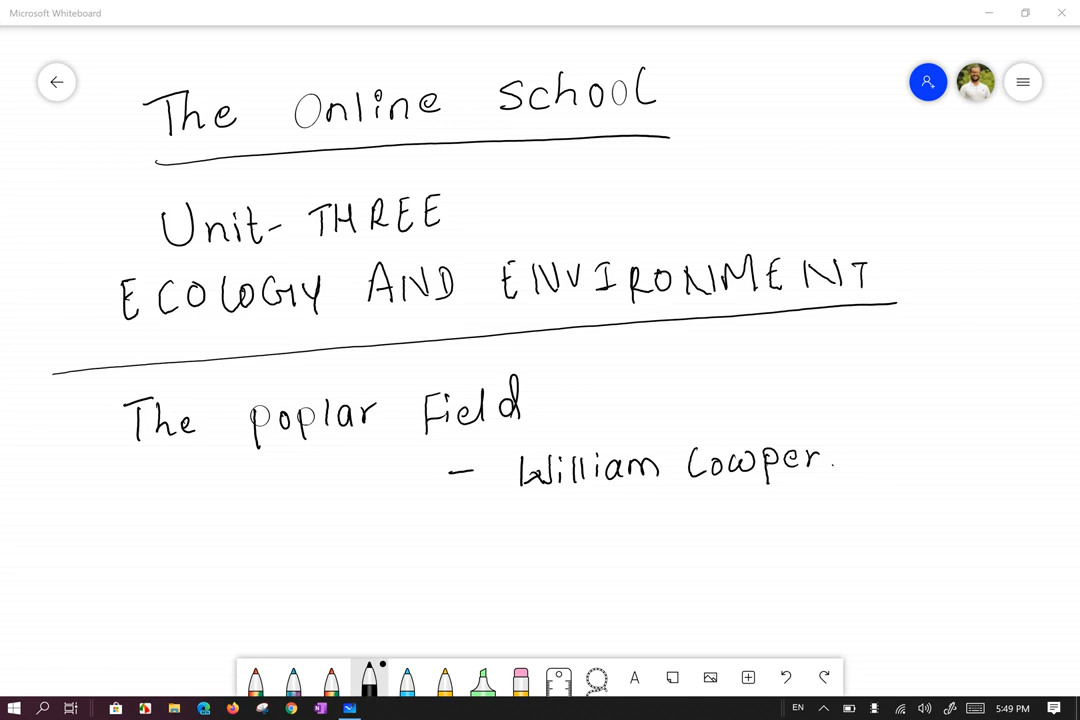 Microsoft Whiteboard
The Online School
Unit- THREE
ECOLOGY AND ENVIRONMENT
The poplar Field
- William Cowper.
A
EN 5:49 PM